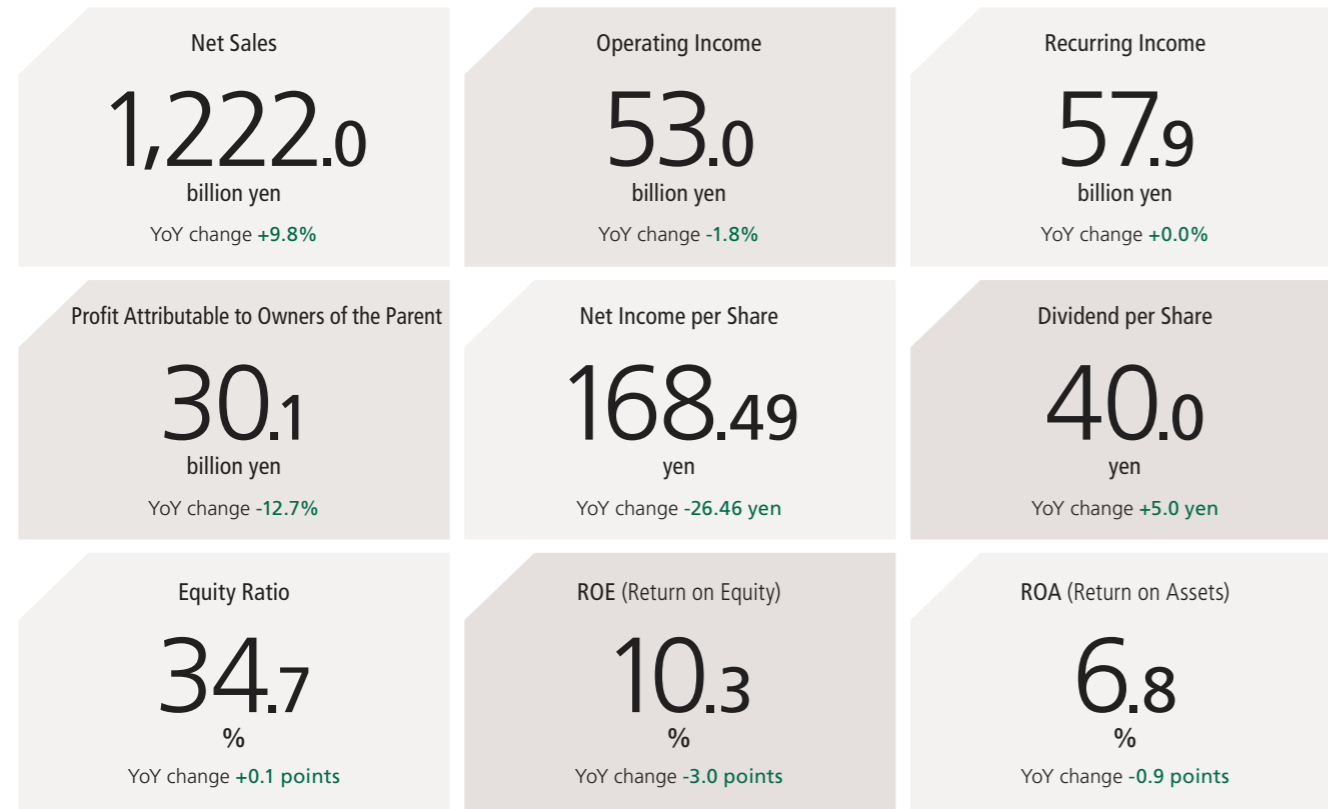 Net Sales
1,222.0
billion yen
YoY change +9.8%
Operating Income
53.0
billion yen
YoY change -1.8%
Recurring Income
57.9
billion yen
YoY change +0.0%
Profit Attributable to Owners of the Parent
30.1
billion yen
YoY change -12.7%
Net Income per Share
168.49
yen
YoY change -26.46 yen
Dividend per Share
40.0
yen
YoY change +5.0 yen
Equity Ratio
34.7
%
YoY change +0.1 points
ROE (Return on Equity)
10.3
%
YoY change -3.0 points
ROA (Return on Assets)
6.8
%
YoY change -0.9 points